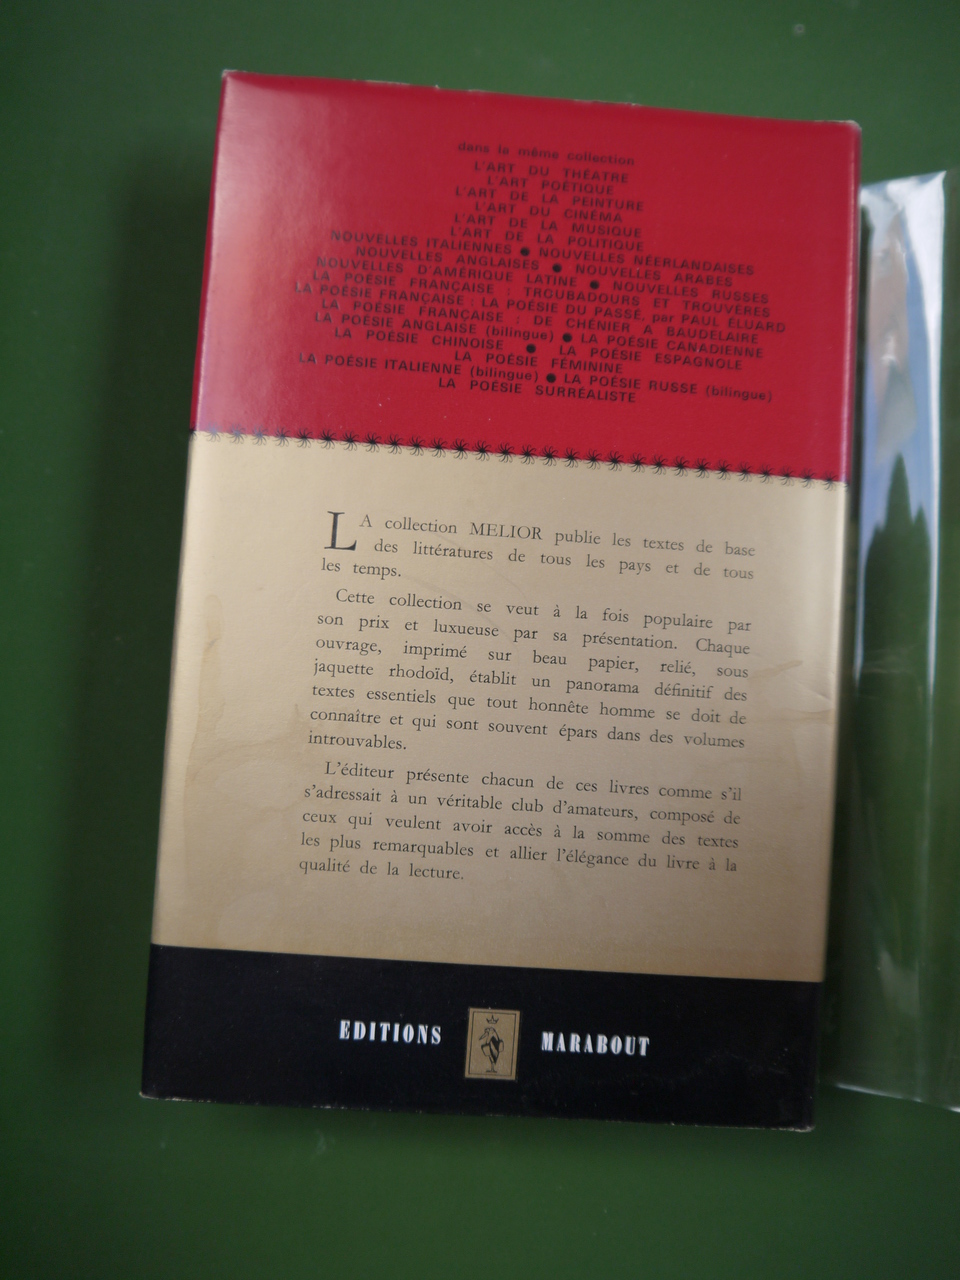 dans la même collection
L'ART DU THÉATRE
L'ART POÉTIQUE
L'ART DE LA PEINTURE
L'ART DU CINÉMA
L'ART DE LA MUSIQUE
L'ART DE LA POLITIQUE
NOUVELLES ITALIENNES ● NOUVELLES NÉERLANDAISES
NOUVELLES ANGLAISES ● NOUVELLES ARABES
NOUVELLES D'AMÉRIQUE LATINE ● NOUVELLES RUSSES
LA POÉSIE FRANÇAISE : TROUBADOURS ET TROUVÈRES
LA POÉSIE FRANÇAISE : LA POÉSIE DU PASSÉ, par PAUL ÉLUARD
LA POÉSIE FRANÇAISE : DE CHÉNIER A BAUDELAIRE
LA POÉSIE ANGLAISE (bilingue) ● LA POÉSIE CANADIENNE
LA POÉSIE CHINOISE ● LA POÉSIE ESPAGNOLE
LA POÉSIE FÉMININE
LA POÉSIE ITALIENNE (bilingue) ● LA POÉSIE RUSSE (bilingue)
LA POÉSIE SURRÉALISTE
LA collection MELIOR publie les textes de base
des littératures de tous les pays et de tous
les temps.
Cette collection se veut à la fois populaire par
son prix et luxueuse par sa présentation. Chaque
ouvrage, imprimé sur beau papier, relié, sous
jaquette rhodoïd, établit un panorama définitif des
textes essentiels que tout honnête homme se doit de
connaître et qui sont souvent épars dans des volumes
introuvables.
L'éditeur présente chacun de ces livres comme s'il
s'adressait à un véritable club d'amateurs, composé de
ceux qui veulent avoir accès à la somme des textes
les plus remarquables et allier l'élégance du livre à la
qualité de la lecture.
EDITIONS MARABOUT